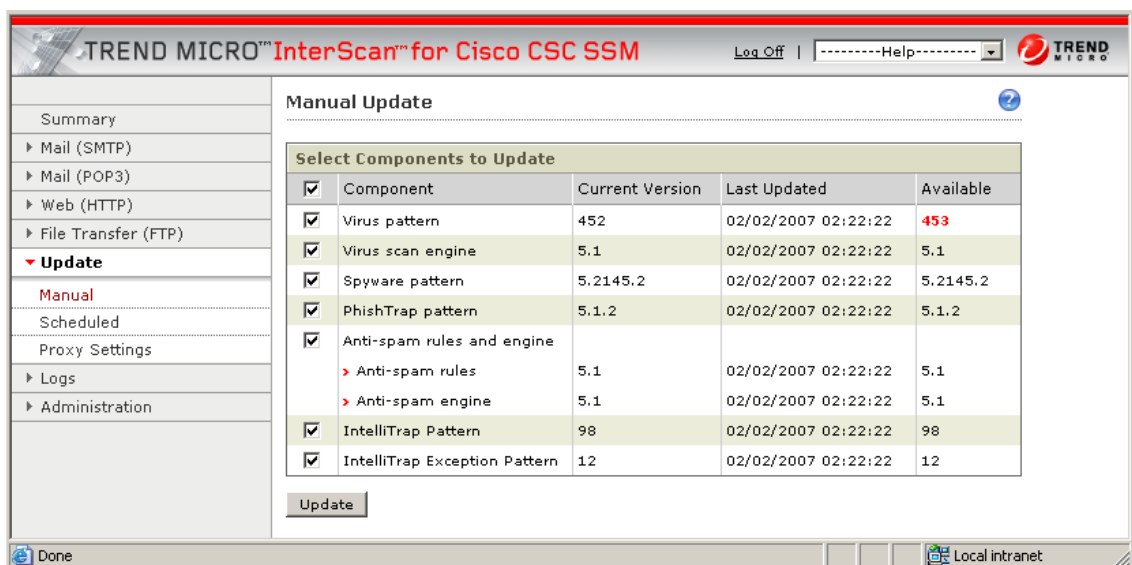 TREND MICRO™ InterScan™ for Cisco CSC SSM
Log Off | ---------Help---------
TREND MICRO
Summary
Mail (SMTP)
Mail (POP3)
Web (HTTP)
File Transfer (FTP)
Update
Manual
Scheduled
Proxy Settings
Logs
Administration
Manual Update
?
Select Components to Update
Component Current Version Last Updated Available
Virus pattern 452 02/02/2007 02:22:22 453
Virus scan engine 5.1 02/02/2007 02:22:22 5.1
Spyware pattern 5.2145.2 02/02/2007 02:22:22 5.2145.2
PhishTrap pattern 5.1.2 02/02/2007 02:22:22 5.1.2
Anti-spam rules and engine
Anti-spam rules 5.1 02/02/2007 02:22:22 5.1
Anti-spam engine 5.1 02/02/2007 02:22:22 5.1
IntelliTrap Pattern 98 02/02/2007 02:22:22 98
IntelliTrap Exception Pattern 12 02/02/2007 02:22:22 12
Update
Done
Local intranet